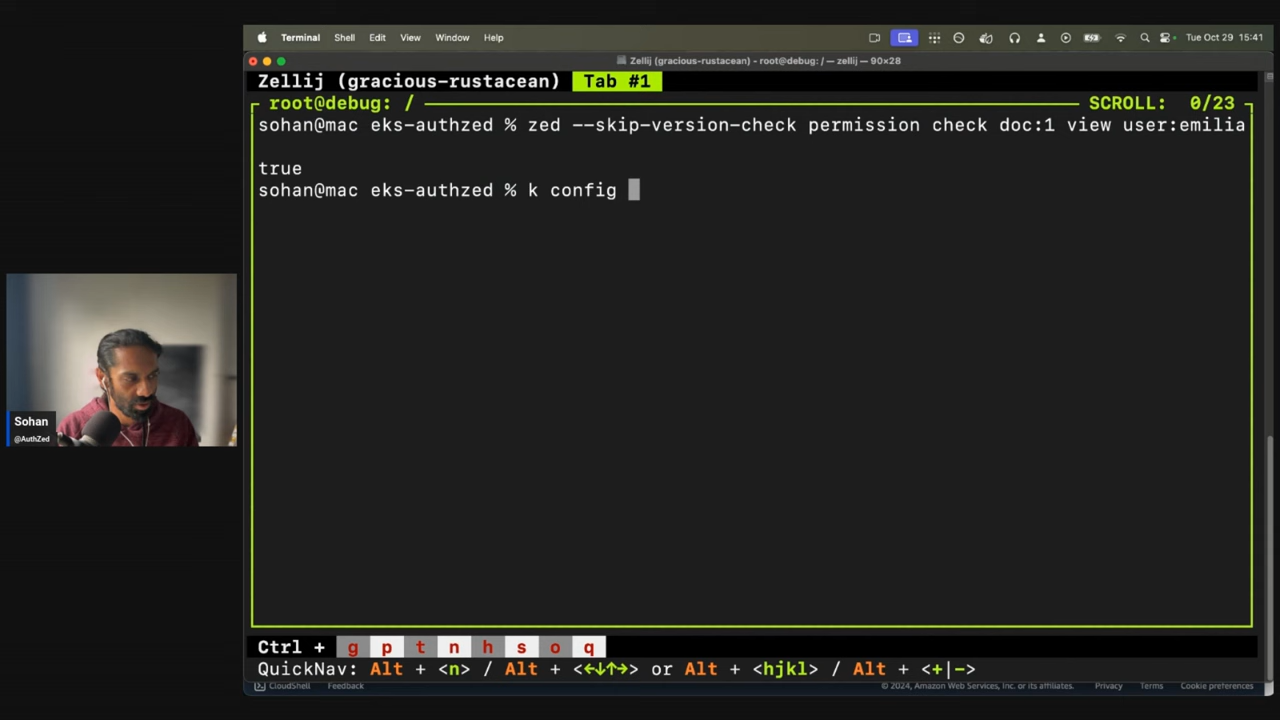 Terminal Shell Edit View Window Help Tue Oct 29 15:41
Zellij (gracious-rustacean) - root@debug: / — zellij — 90×28
Zellij (gracious-rustacean) Tab #1
root@debug: / SCROLL: 0/23
sohan@mac eks-authzed % zed --skip-version-check permission check doc:1 view user:emilia
true
sohan@mac eks-authzed % k config
Sohan
@AuthZed
Ctrl + g p t n h s o q
QuickNav: Alt + <n> / Alt + <←↓↑→> or Alt + <hjkl> / Alt + <+|->
CloudShell Feedback © 2024, Amazon Web Services, Inc. or its affiliates. Privacy Terms Cookie preferences